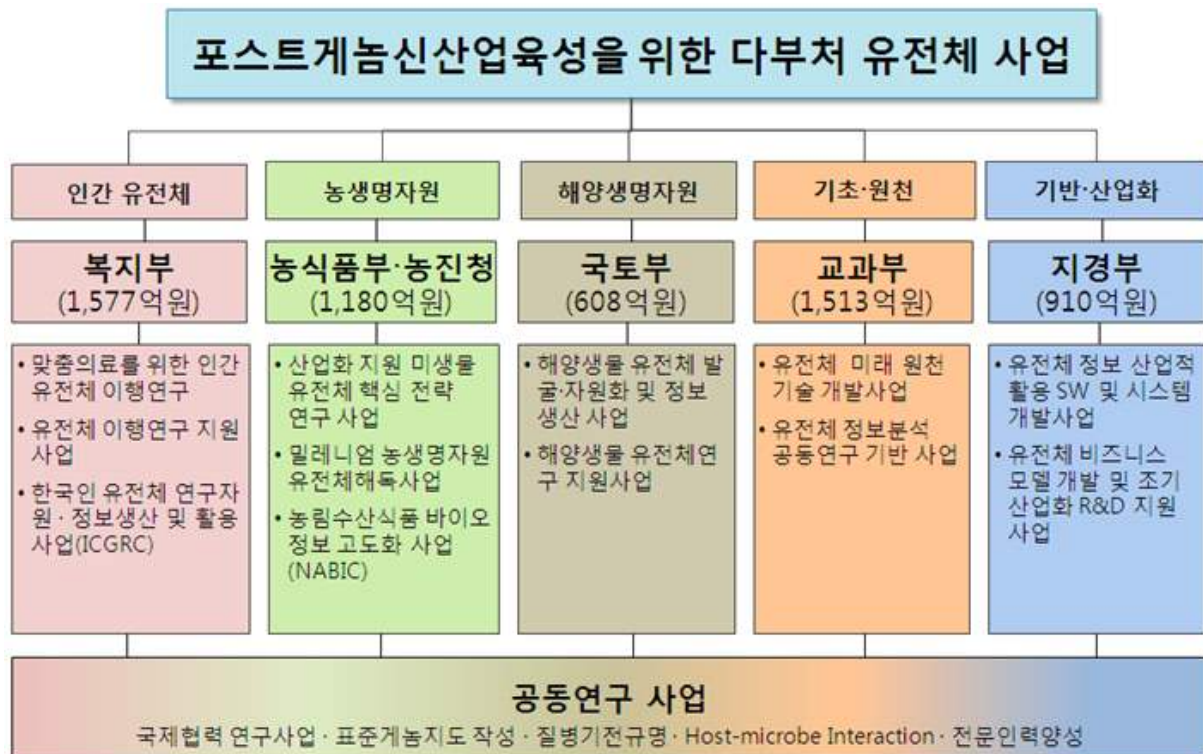 포스트게놈신산업육성을 위한 다부처 유전체 사업
인간 유전체
복지부
(1,577억원)
• 맞춤의료를 위한 인간
유전체 이행연구
• 유전체 이행연구 지원
사업
• 한국인 유전체 연구자
원·정보생산 및 활용
사업(ICGRC)
농생명자원
농식품부·농진청
(1,180억원)
• 산업화 지원 미생물
유전체 핵심 전략
연구 사업
• 밀레니엄 농생명자원
유전체해독사업
• 농림수산식품 바이오
정보 고도화 사업
(NABIC)
해양생명자원
국토부
(608억원)
• 해양생물 유전체 발
굴·자원화 및 정보
생산 사업
• 해양생물 유전체연
구 지원사업
기초·원천
교과부
(1,513억원)
• 유전체 미래 원천
기술 개발사업
• 유전체 정보분석
공동연구 기반 사업
기반·산업화
지경부
(910억원)
• 유전체 정보 산업적
활용 SW 및 시스템
개발사업
• 유전체 비즈니스
모델 개발 및 조기
산업화 R&D 지원
사업
공동연구 사업
국제협력 연구사업 · 표준게놈지도 작성 · 질병기전규명 · Host-microbe Interaction · 전문인력양성